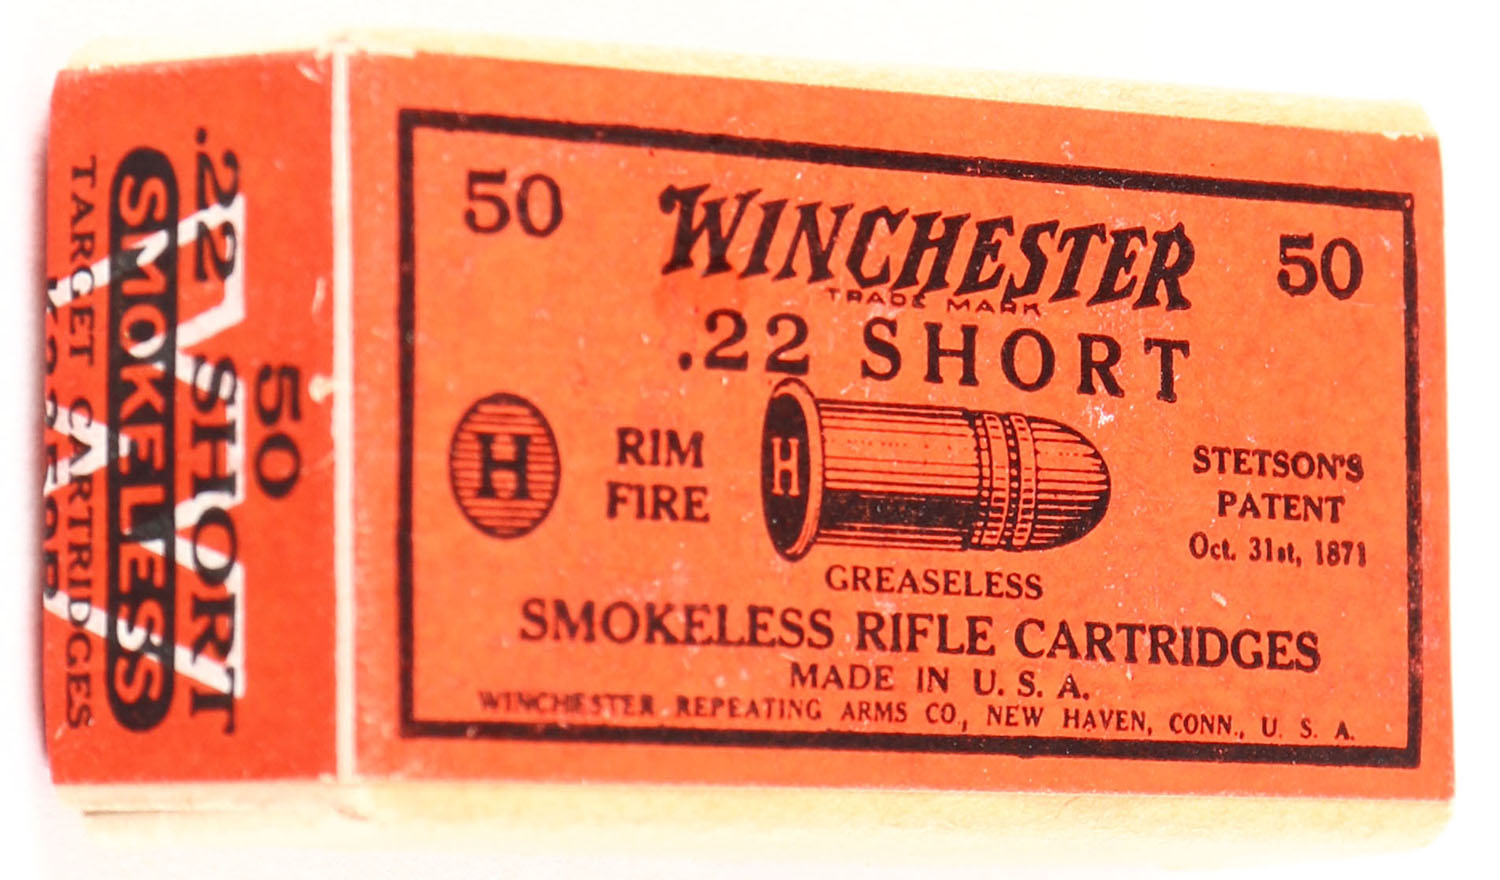 50 WINCHESTER 50
TRADE MARK
.22 SHORT
H
RIM
FIRE
H
STETSON'S
PATENT
Oct. 31st, 1871
GREASELESS
SMOKELESS RIFLE CARTRIDGES
MADE IN U. S. A.
WINCHESTER REPEATING ARMS CO., NEW HAVEN, CONN., U. S. A.
50
.22 SHORT
SMOKELESS
TARGET CARTRIDGES